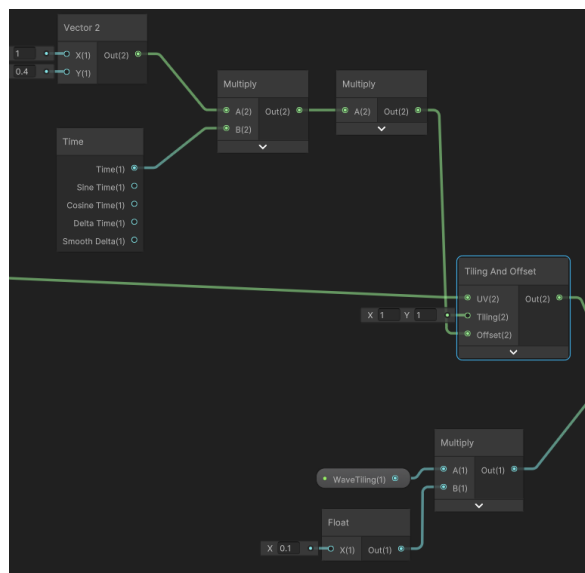 Vector 2
1 X(1) Out(2)
0.4 Y(1)
Multiply
A(2) Out(2)
B(2)
Multiply
A(2) Out(2)
Time
Time(1)
Sine Time(1)
Cosine Time(1)
Delta Time(1)
Smooth Delta(1)
Tiling And Offset
UV(2) Out(2)
X 1 Y 1 Tiling(2)
Offset(2)
Multiply
WaveTiling(1) A(1) Out(1)
B(1)
Float
X 0.1 X(1) Out(1)